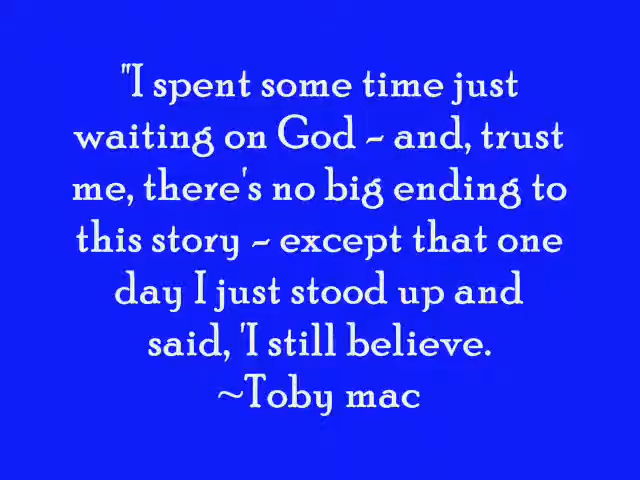 "I spent some time just
waiting on God - and, trust
me, there's no big ending to
this story - except that one
day I just stood up and
said, 'I still believe.
~Toby mac